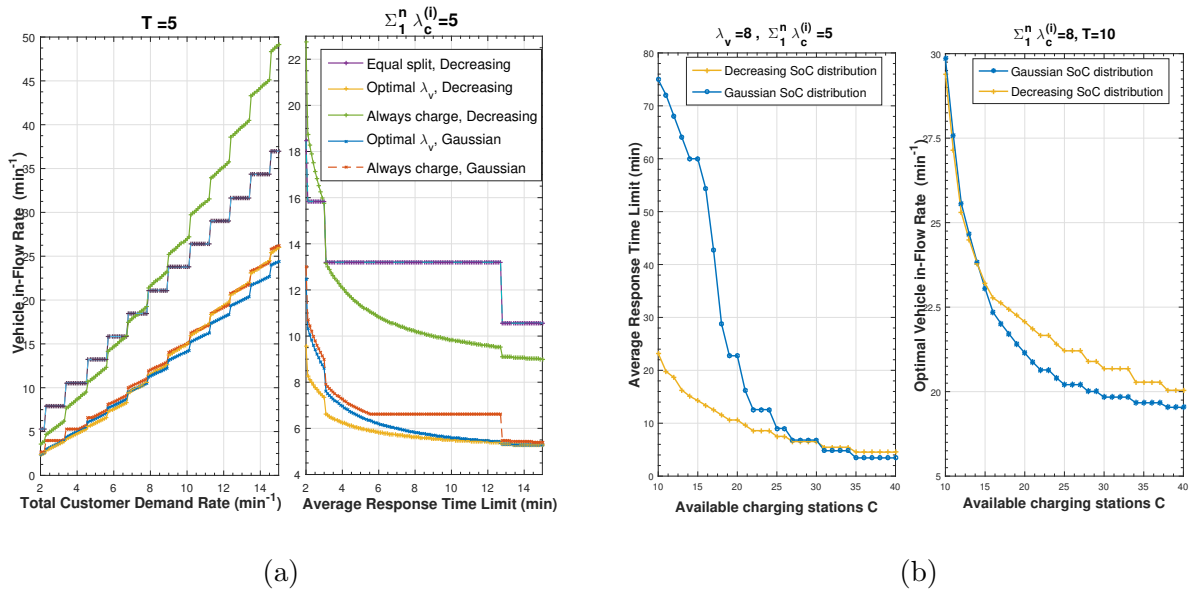 T =5
Vehicle in-Flow Rate (min⁻¹)
50
45
40
35
30
25
20
15
10
5
0
2 4 6 8 10 12 14
Total Customer Demand Rate (min⁻¹)
Σ₁ⁿ λ_c^(i)=5
22
20
18
16
14
12
10
8
6
4
2 4 6 8 10 12 14
Average Response Time Limit (min)
Equal split, Decreasing
Optimal λ_v, Decreasing
Always charge, Decreasing
Optimal λ_v, Gaussian
Always charge, Gaussian
(a)
λ_v =8 , Σ₁ⁿ λ_c^(i)=5
Average Response Time Limit (min)
80
70
60
50
40
30
20
10
0
10 15 20 25 30 35 40
Available charging stations C
Decreasing SoC distribution
Gaussian SoC distribution
Σ₁ⁿ λ_c^(i)=8, T=10
Optimal Vehicle in-Flow Rate (min⁻¹)
30
27.5
25
22.5
20
5
10 15 20 25 30 35 40
Available charging stations C
Gaussian SoC distribution
Decreasing SoC distribution
(b)